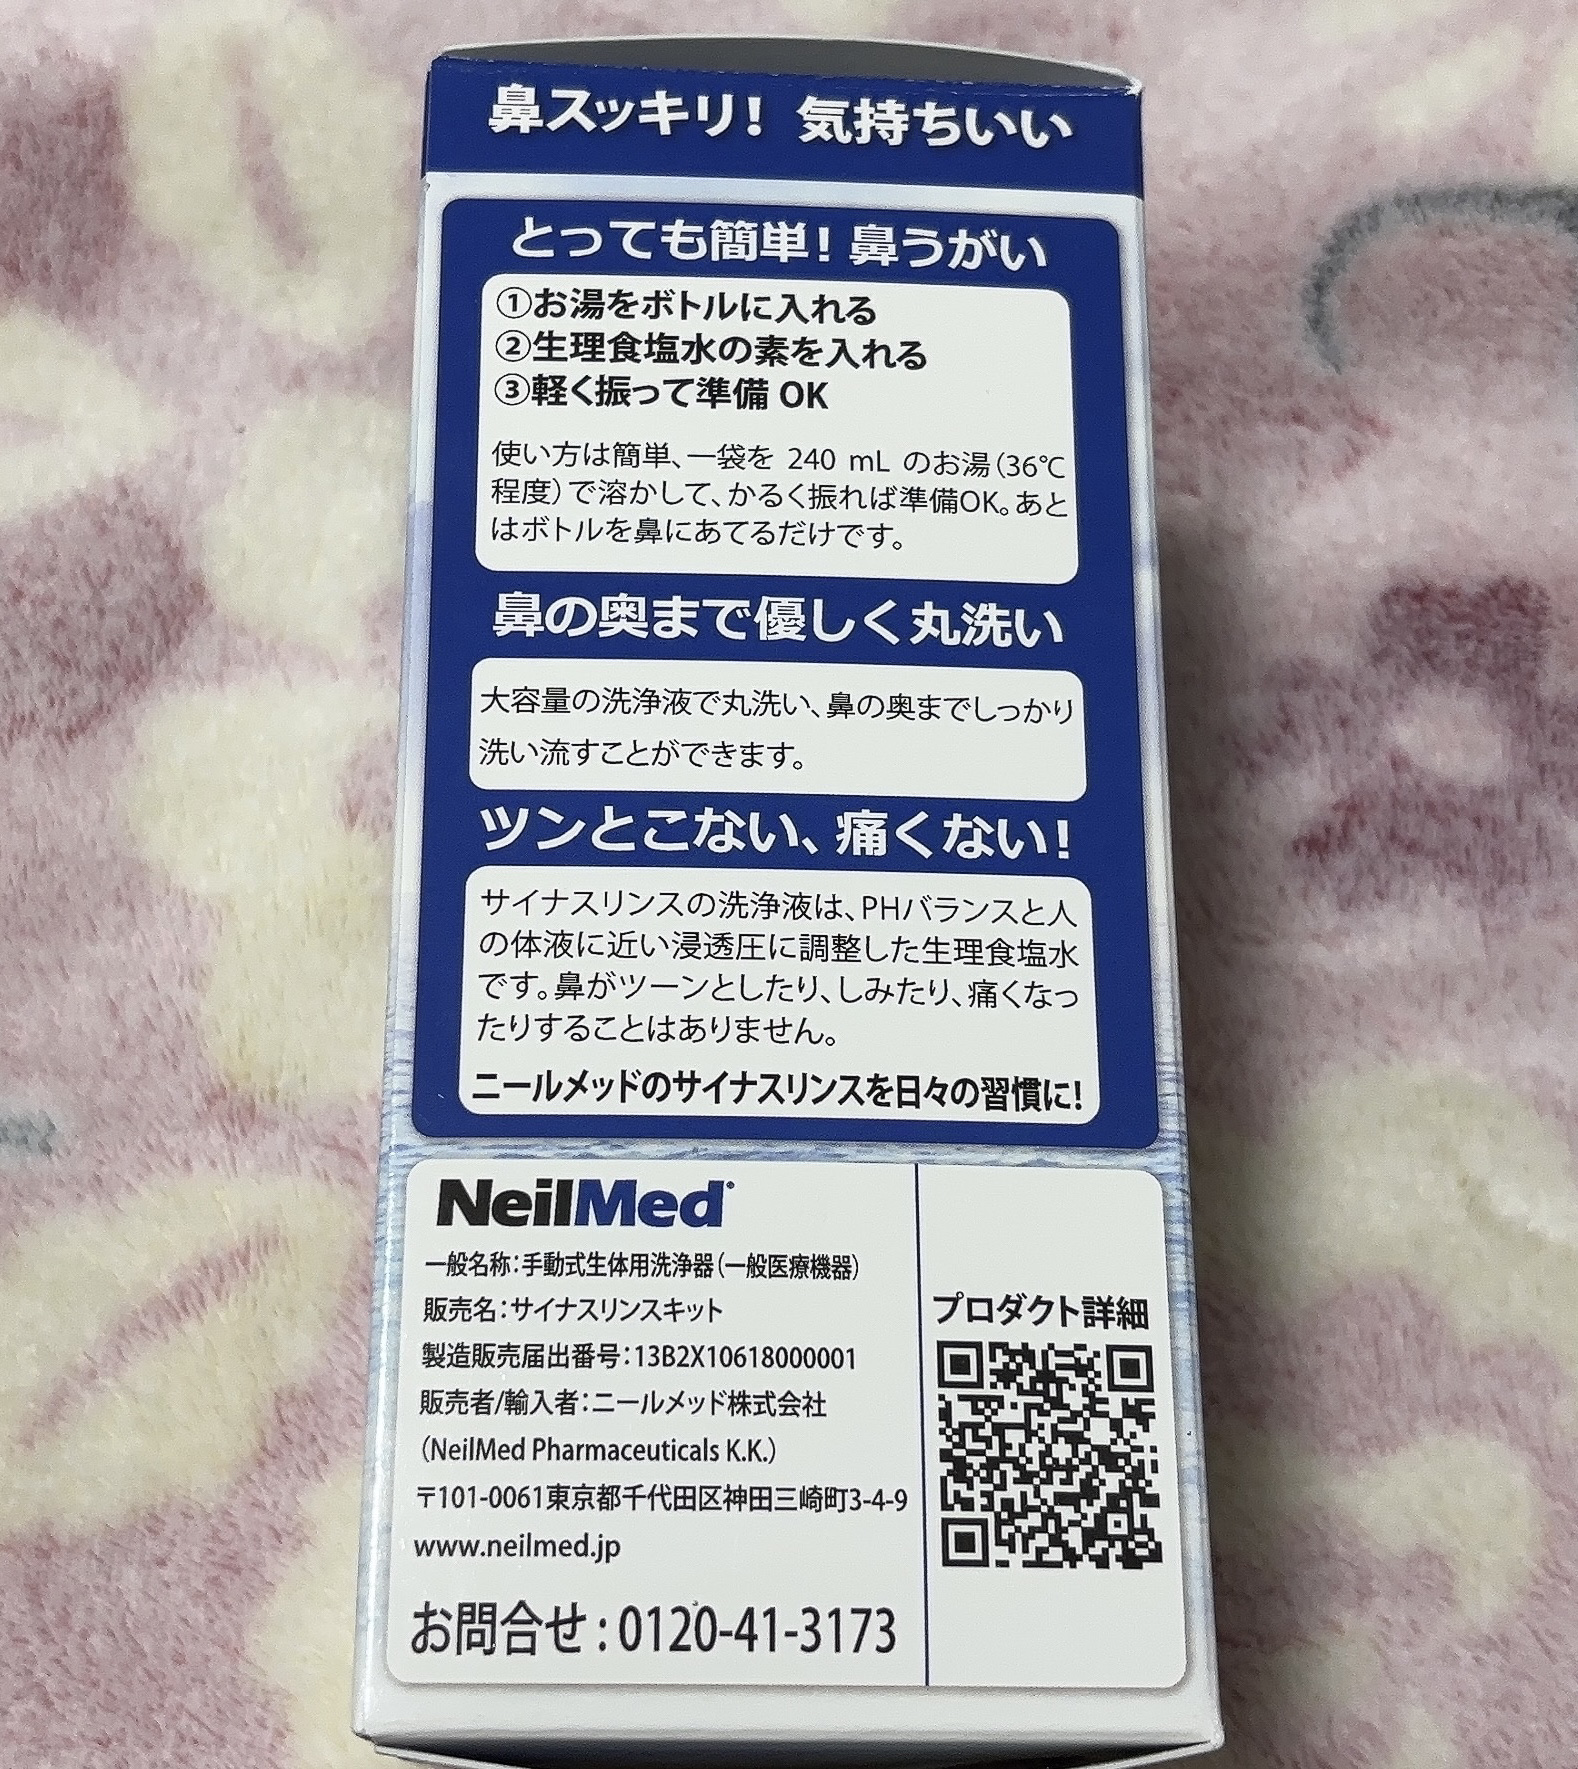 鼻スッキリ! 気持ちいい
とっても簡単! 鼻うがい
①お湯をボトルに入れる
②生理食塩水の素を入れる
③軽く振って準備 OK
使い方は簡単、一袋を 240 mL のお湯(36℃
程度)で溶かして、かるく振れば準備OK。あと
はボトルを鼻にあてるだけです。
鼻の奥まで優しく丸洗い
大容量の洗浄液で丸洗い、鼻の奥までしっかり
洗い流すことができます。
ツンとこない、痛くない!
サイナスリンスの洗浄液は、PHバランスと人
の体液に近い浸透圧に調整した生理食塩水
です。鼻がツーンとしたり、しみたり、痛くなっ
たりすることはありません。
ニールメッドのサイナスリンスを日々の習慣に!
NeilMed®
一般名称:手動式生体用洗浄器(一般医療機器)
販売名:サイナスリンスキット
製造販売届出番号:13B2X10618000001
販売者/輸入者:ニールメッド株式会社
(NeilMed Pharmaceuticals K.K.)
〒101-0061東京都千代田区神田三崎町3-4-9
www.neilmed.jp
お問合せ:0120-41-3173
プロダクト詳細